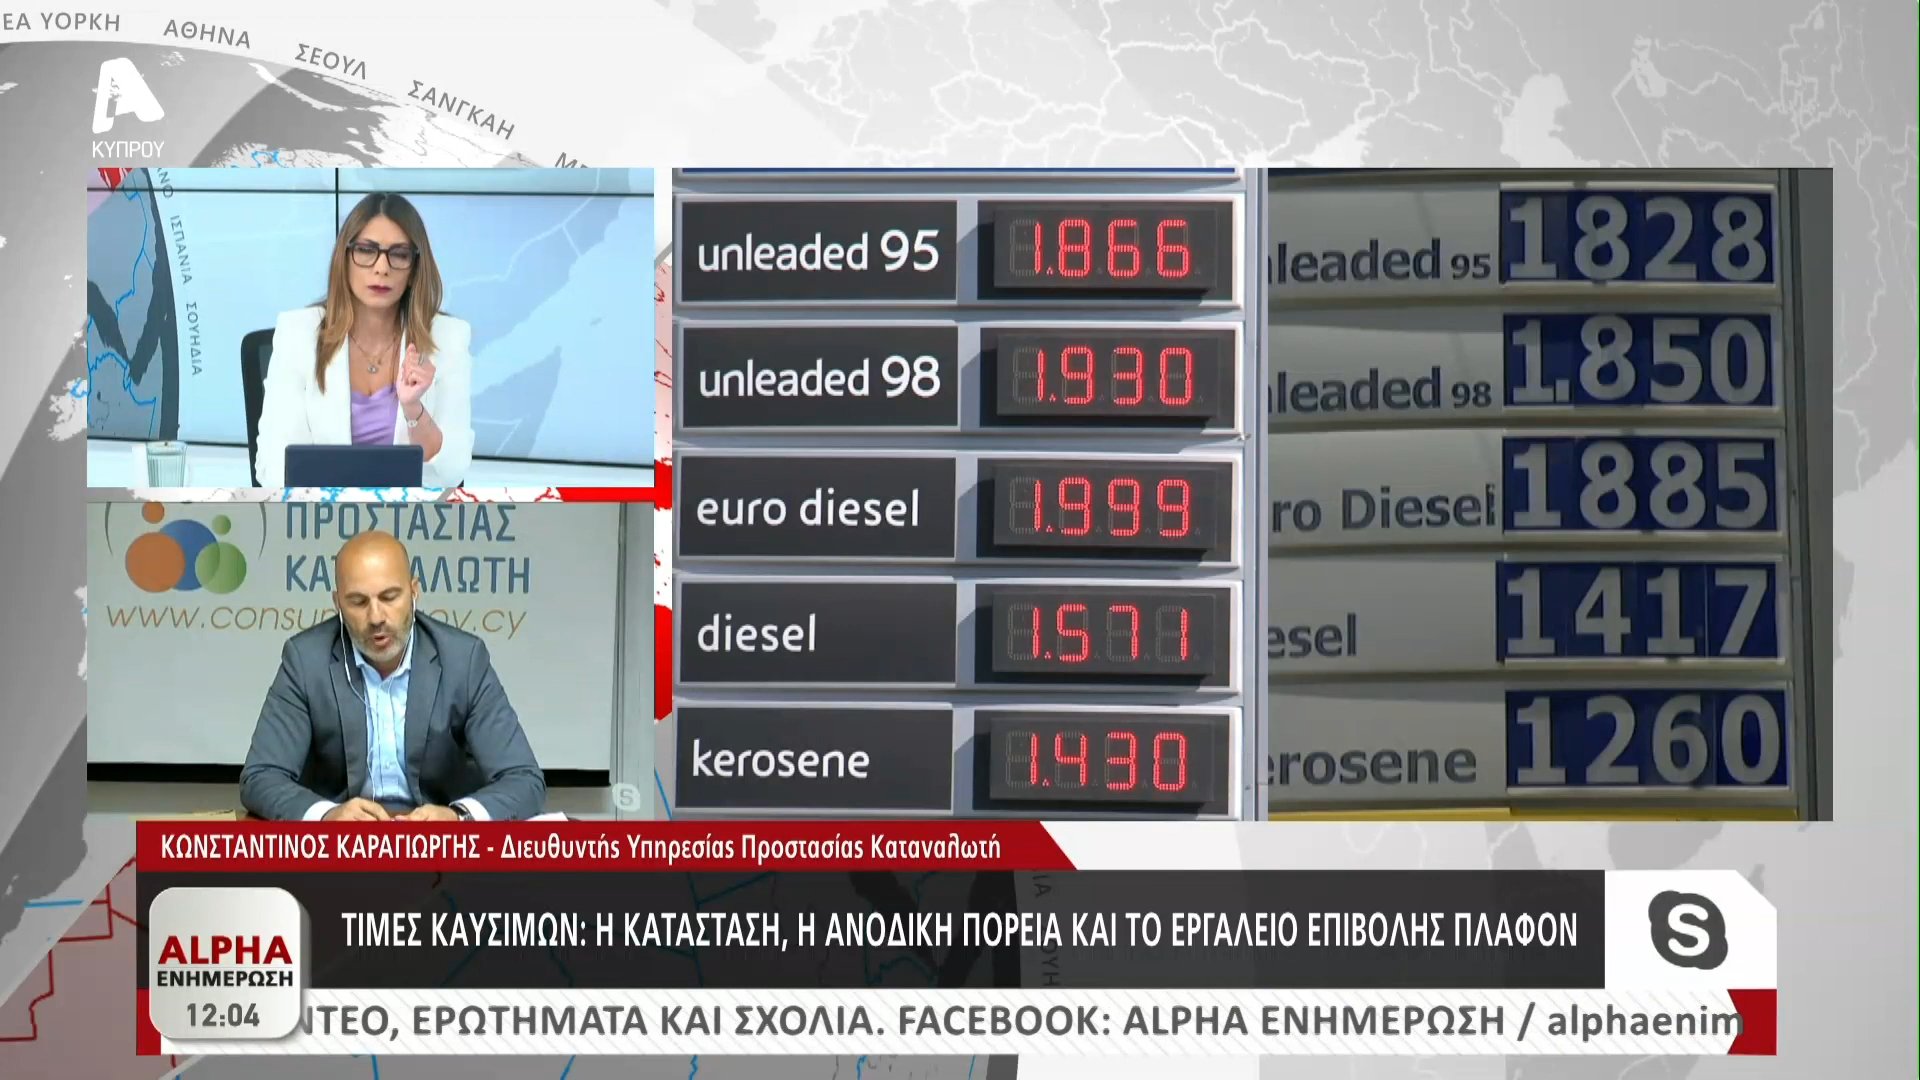 ΕΑ ΥΟΡΚΗ
ΑΘΗΝΑ
ΣΕΟΥΛ
ΣΑΝΓΚΑΗ
ΚΥΠΡΟΥ
ΙΣΠΑΝΙΑ
ΣΟΥΗΔΙΑ
ΠΡΟΣΤΑΣΙΑΣ
ΚΑΤ ΑΛΩΤΗ
www.consum ov.cy
unleaded 95 1.866
unleaded 98 1.930
euro diesel 1.999
diesel 1.571
kerosene 1.430
leaded 95 1828
leaded 98 1.850
ro Diesel 1885
esel 1417
erosene 1260
ΚΩΝΣΤΑΝΤΙΝΟΣ ΚΑΡΑΓΙΩΡΓΗΣ - Διευθυντής Υπηρεσίας Προστασίας Καταναλωτή
ΤΙΜΕΣ ΚΑΥΣΙΜΩΝ: Η ΚΑΤΑΣΤΑΣΗ, Η ΑΝΟΔΙΚΗ ΠΟΡΕΙΑ ΚΑΙ ΤΟ ΕΡΓΑΛΕΙΟ ΕΠΙΒΟΛΗΣ ΠΛΑΦΟΝ
ALPHA
ΕΝΗΜΕΡΩΣΗ
12:04
ΝΤΕΟ, ΕΡΩΤΗΜΑΤΑ ΚΑΙ ΣΧΟΛΙΑ. FACEBOOK: ALPHA ΕΝΗΜΕΡΩΣΗ / alphaenim